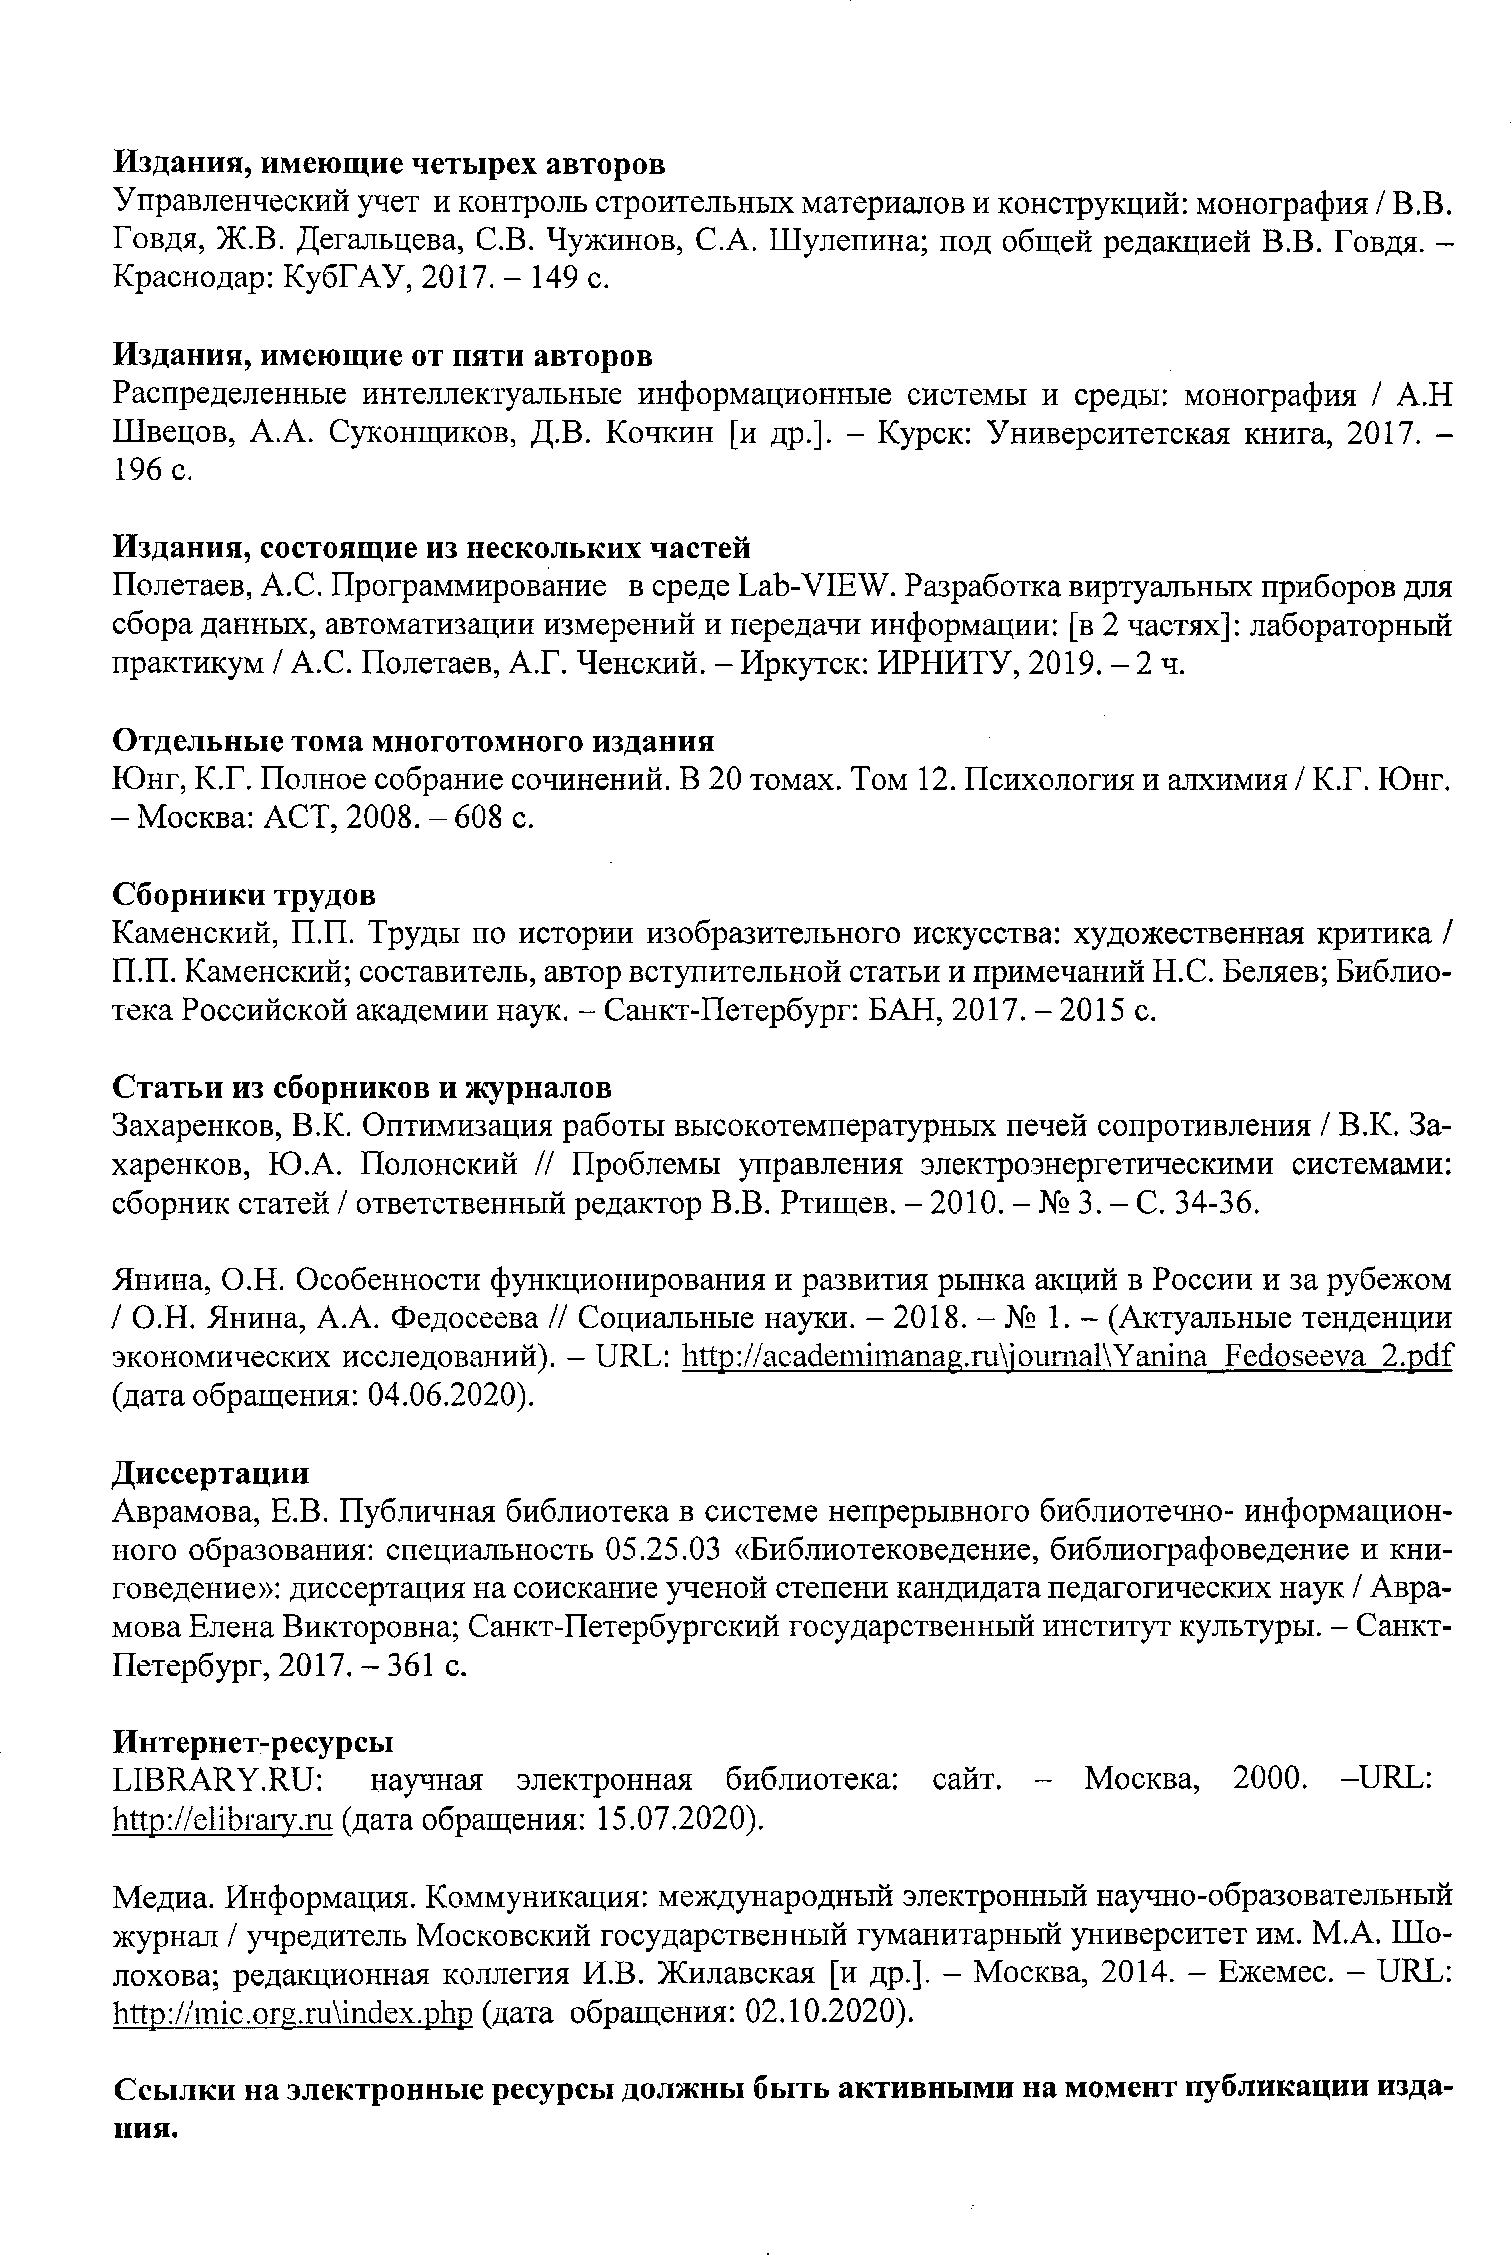 Издания, имеющие четырех авторов
Управленческий учет и контроль строительных материалов и конструкций: монография / В.В.
Говдя, Ж.В. Дегальцева, С.В. Чужинов, С.А. Шулепина; под общей редакцией В.В. Говдя. –
Краснодар: КубГАУ, 2017. – 149 с.
Издания, имеющие от пяти авторов
Распределенные интеллектуальные информационные системы и среды: монография / А.Н
Швецов, А.А. Суконщиков, Д.В. Кочкин [и др.]. – Курск: Университетская книга, 2017. –
196 с.
Издания, состоящие из нескольких частей
Полетаев, А.С. Программирование в среде Lab-VIEW. Разработка виртуальных приборов для
сбора данных, автоматизации измерений и передачи информации: [в 2 частях]: лабораторный
практикум / А.С. Полетаев, А.Г. Ченский. – Иркутск: ИРНИТУ, 2019. – 2 ч.
Отдельные тома многотомного издания
Юнг, К.Г. Полное собрание сочинений. В 20 томах. Том 12. Психология и алхимия / К.Г. Юнг.
– Москва: АСТ, 2008. – 608 с.
Сборники трудов
Каменский, П.П. Труды по истории изобразительного искусства: художественная критика /
П.П. Каменский; составитель, автор вступительной статьи и примечаний Н.С. Беляев; Библио-
тека Российской академии наук. – Санкт-Петербург: БАН, 2017. – 2015 с.
Статьи из сборников и журналов
Захаренков, В.К. Оптимизация работы высокотемпературных печей сопротивления / В.К. За-
харенков, Ю.А. Полонский // Проблемы управления электроэнергетическими системами:
сборник статей / ответственный редактор В.В. Ртищев. – 2010. – № 3. – С. 34-36.
Янина, О.Н. Особенности функционирования и развития рынка акций в России и за рубежом
/ О.Н. Янина, А.А. Федосеева // Социальные науки. – 2018. – № 1. – (Актуальные тенденции
экономических исследований). – URL: http://academimanag.ru\journal\Yanina_Fedoseeva_2.pdf
(дата обращения: 04.06.2020).
Диссертации
Аврамова, Е.В. Публичная библиотека в системе непрерывного библиотечно- информацион-
ного образования: специальность 05.25.03 «Библиотековедение, библиографоведение и кни-
говедение»: диссертация на соискание ученой степени кандидата педагогических наук / Авра-
мова Елена Викторовна; Санкт-Петербургский государственный институт культуры. – Санкт-
Петербург, 2017. – 361 с.
Интернет-ресурсы
LIBRARY.RU: научная электронная библиотека: сайт. – Москва, 2000. –URL:
http://elibrary.ru (дата обращения: 15.07.2020).
Медиа. Информация. Коммуникация: международный электронный научно-образовательный
журнал / учредитель Московский государственный гуманитарный университет им. М.А. Шо-
лохова; редакционная коллегия И.В. Жилавская [и др.]. – Москва, 2014. – Ежемес. – URL:
http://mic.org.ru\index.php (дата обращения: 02.10.2020).
Ссылки на электронные ресурсы должны быть активными на момент публикации изда-
ния.